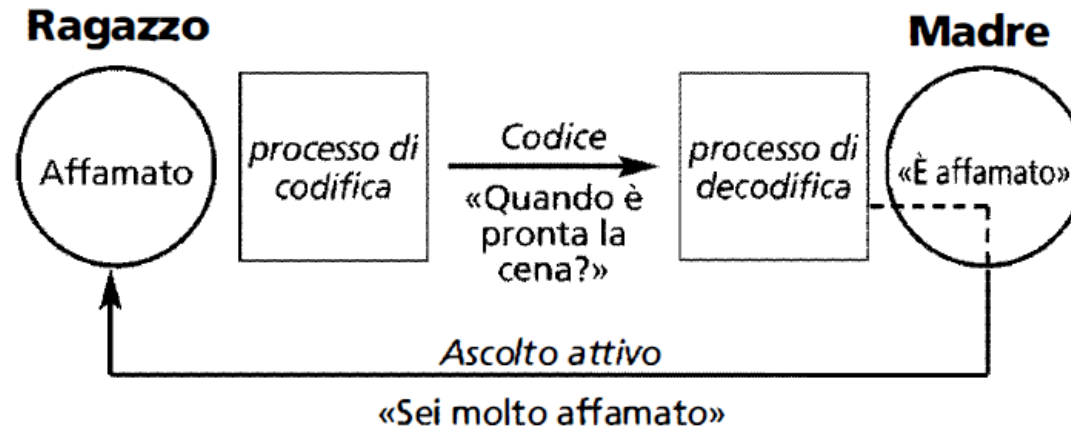 Ragazzo
Madre
Affamato
processo di
codifica
Codice
«Quando è
pronta la
cena?»
processo di
decodifica
«È affamato»
Ascolto attivo
«Sei molto affamato»